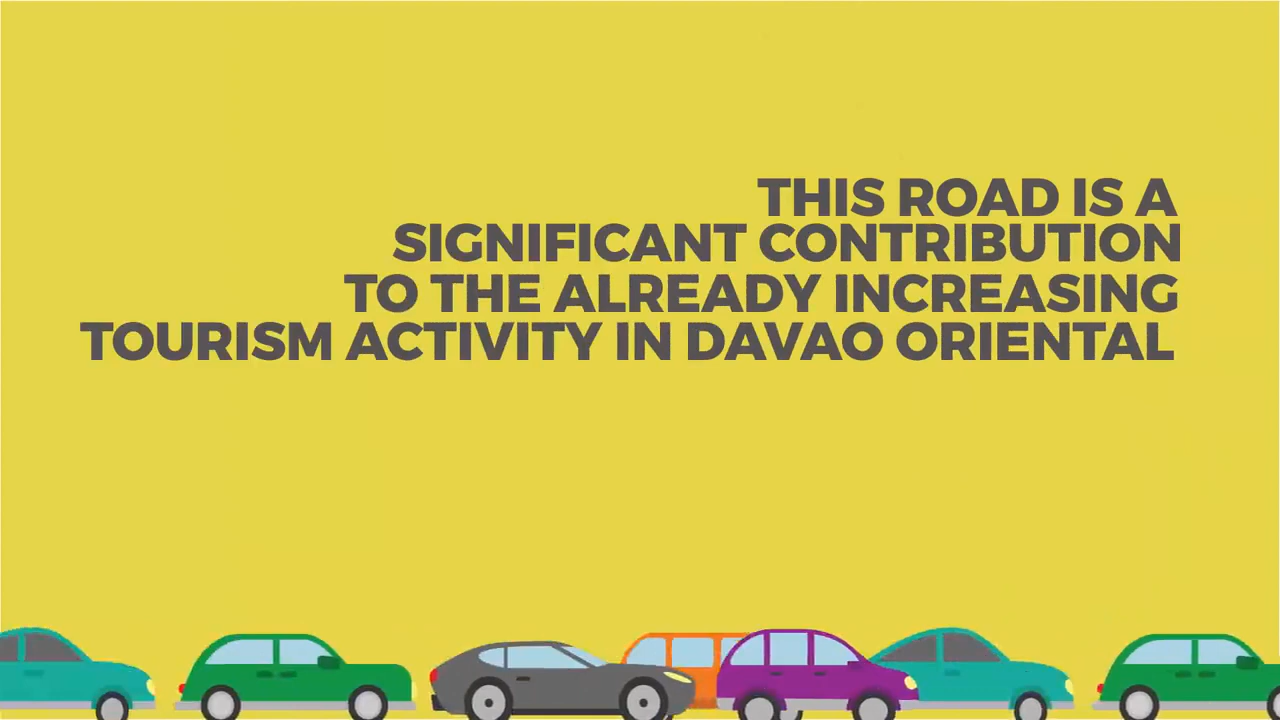 THIS ROAD IS A
SIGNIFICANT CONTRIBUTION
TO THE ALREADY INCREASING
TOURISM ACTIVITY IN DAVAO ORIENTAL